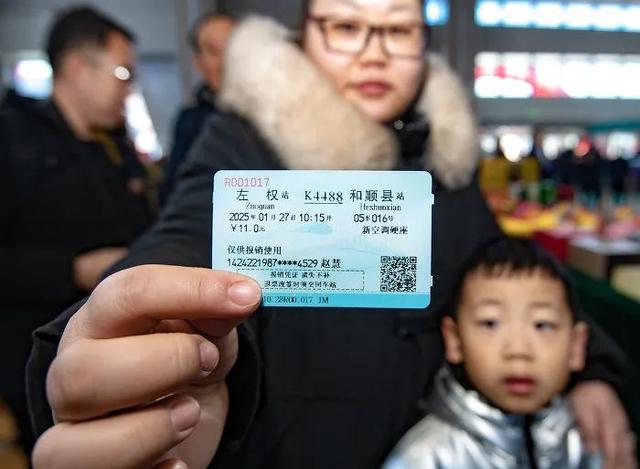 R001017
左权站 K4488 和顺县站
Zuoquan Heshunxian
2025年01月27日10:15开 05车016号
¥11.0元 新空调硬座
仅供报销使用
1424221987****4529 赵慧
报销凭证 遗失不补
退票改签时须交回车站
JM